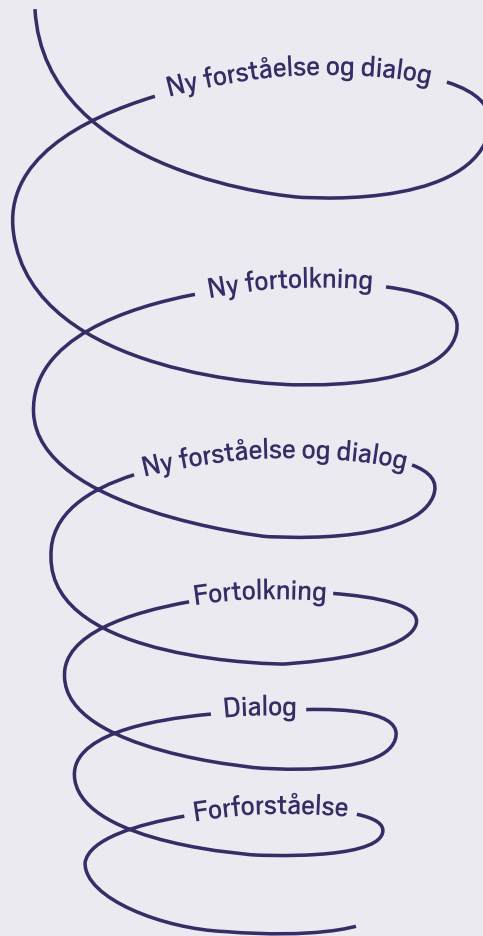 Ny forståelse og dialog
Ny fortolkning
Ny forståelse og dialog
Fortolkning
Dialog
Forforståelse